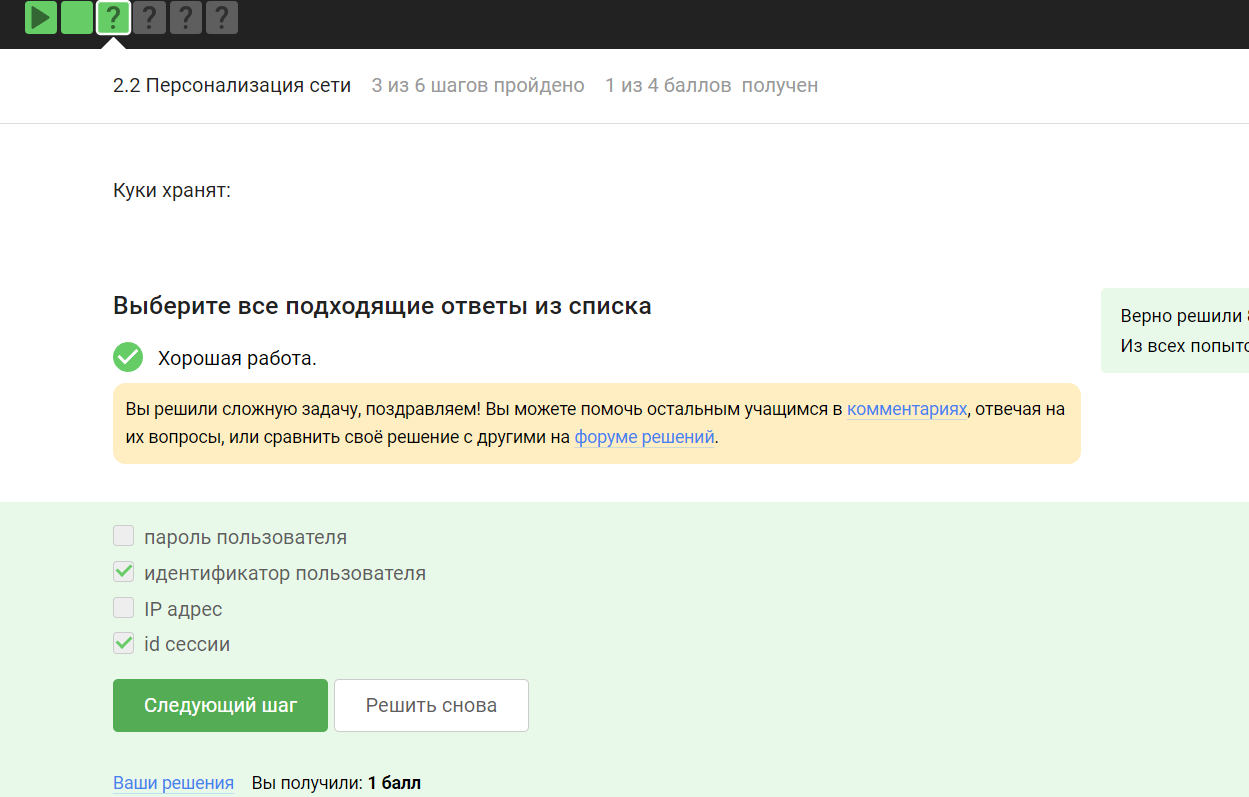 ? ? ? ?
2.2 Персонализация сети 3 из 6 шагов пройдено 1 из 4 баллов получен
Куки хранят:
Выберите все подходящие ответы из списка
Верно решили
Хорошая работа.
Из всех
Вы решили сложную задачу, поздравляем! Вы можете помочь остальным учащимся в комментариях, отвечая на
их вопросы, или сравнить своё решение с другими на форуме решений.
пароль пользователя
идентификатор пользователя
IP адрес
id сессии
Следующий шаг Решить снова
Ваши решения Вы получили: 1 балл